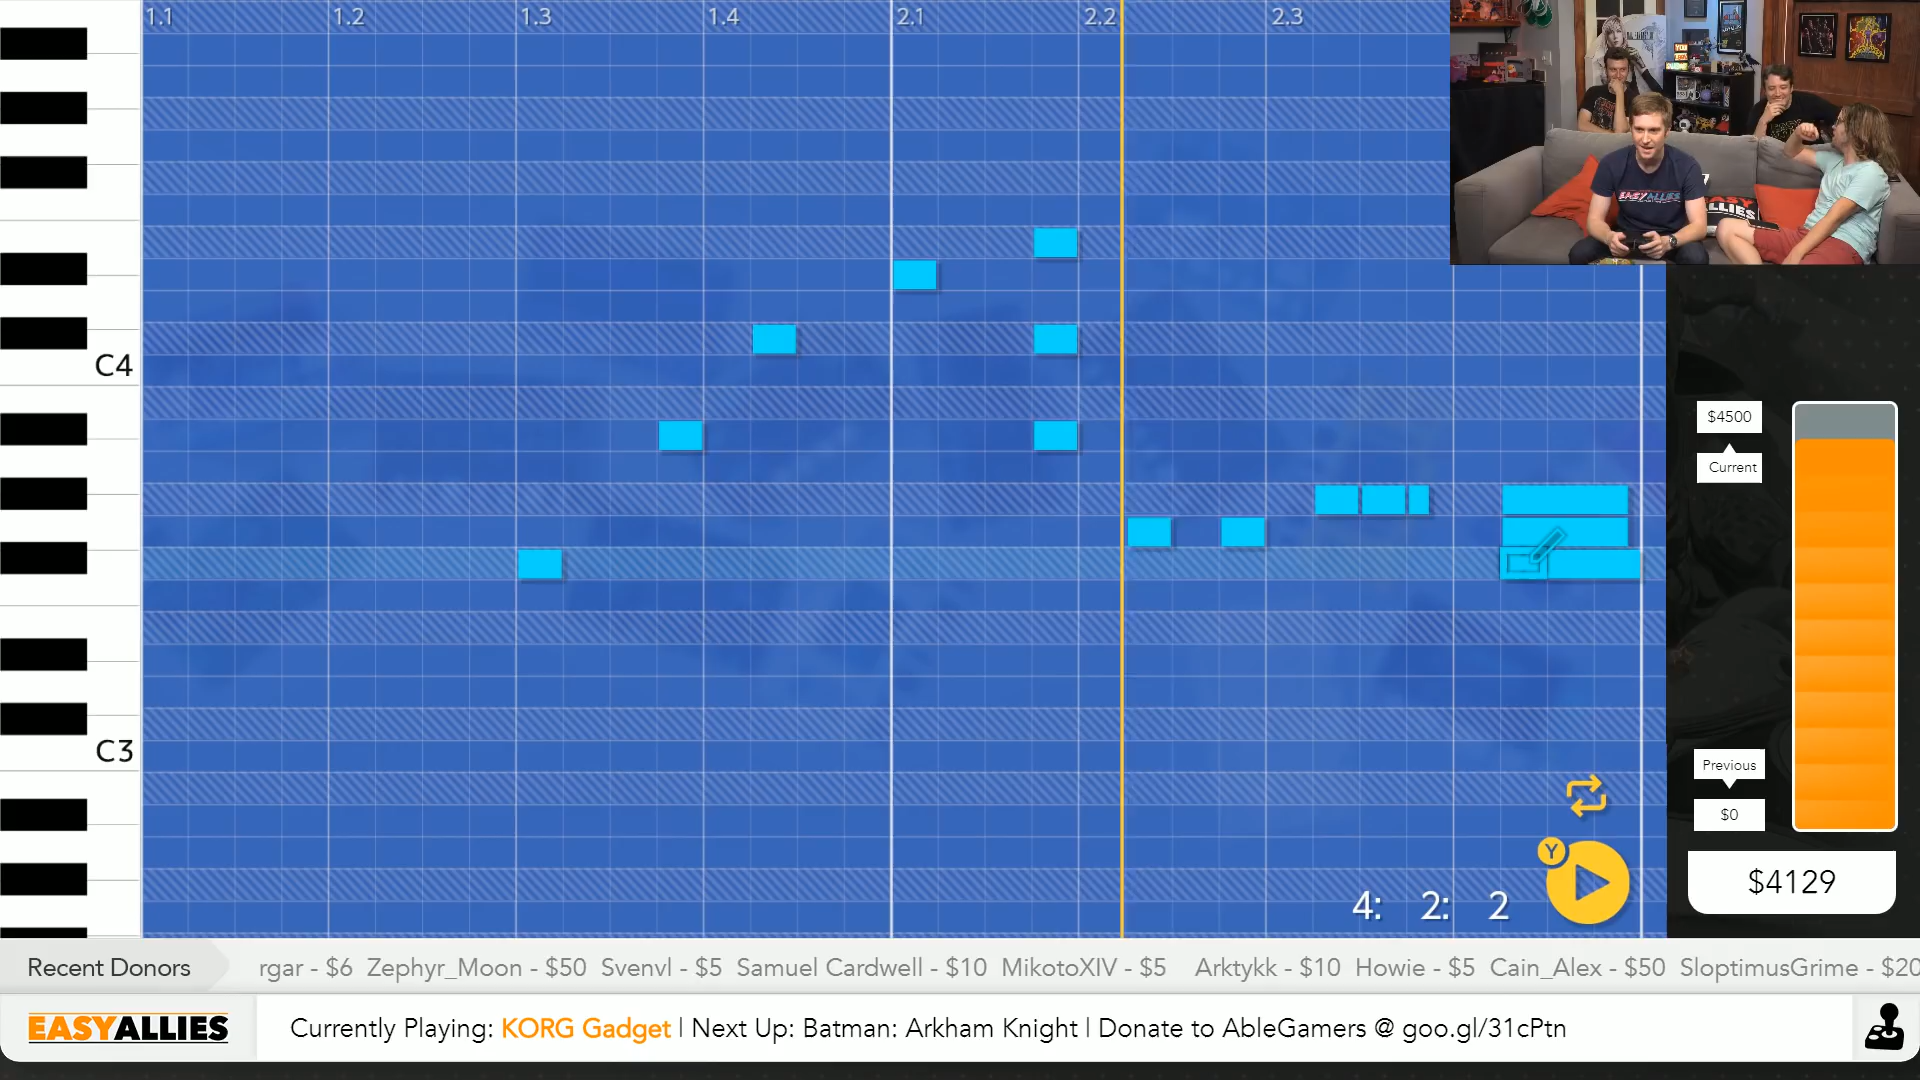 1.1 1.2 1.3 1.4 2.1 2.2 2.3
C4
C3
EASY ALLIES
$4500
Current
Previous
$0
$4129
Y
4: 2: 2
Recent Donors rgar - $6 Zephyr_Moon - $50 Svenvl - $5 Samuel Cardwell - $10 MikotoXIV - $5 Arktykk - $10 Howie - $5 Cain_Alex - $50 SloptimusGrime - $20
EASYALLIES Currently Playing: KORG Gadget | Next Up: Batman: Arkham Knight | Donate to AbleGamers @ goo.gl/31cPtn